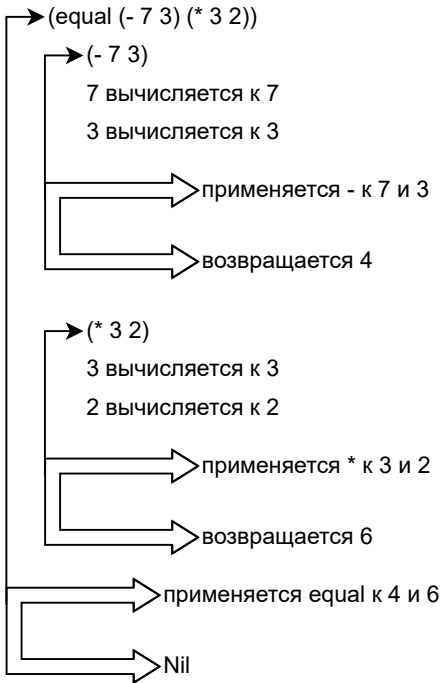 (equal (- 7 3) (* 3 2))
(- 7 3)
7 вычисляется к 7
3 вычисляется к 3
применяется - к 7 и 3
возвращается 4
(* 3 2)
3 вычисляется к 3
2 вычисляется к 2
применяется * к 3 и 2
возвращается 6
применяется equal к 4 и 6
Nil